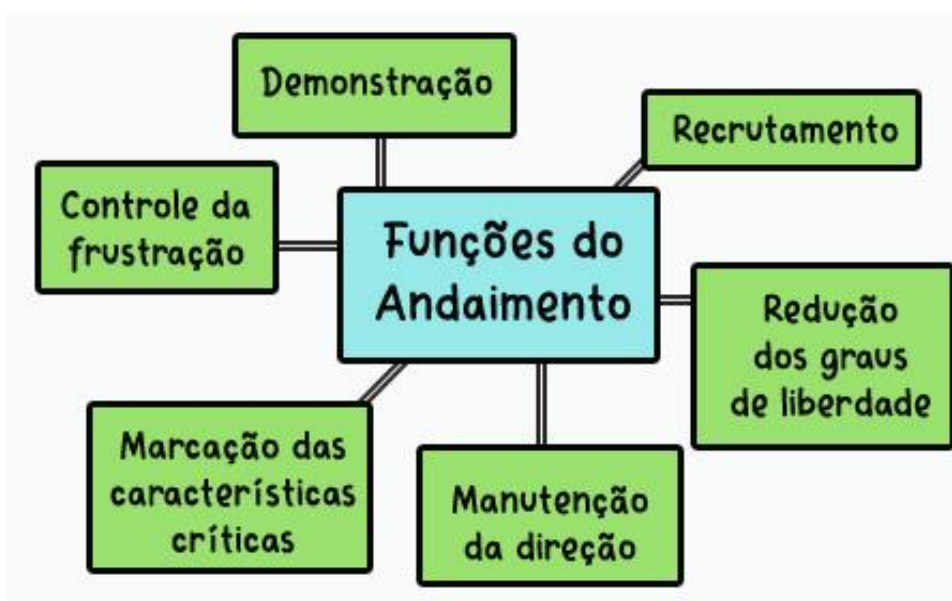 Demonstração
Recrutamento
Controle da
frustração
Funções do
Andaimento
Redução
dos graus
de liberdade
Marcação das
características
críticas
Manutenção
da direção